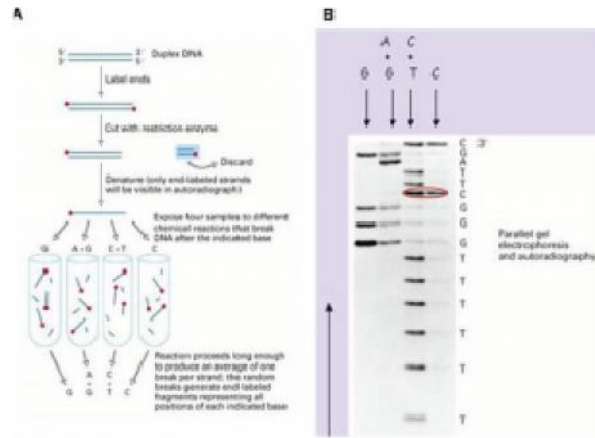 A
5' 3' Duplex DNA
3' 5'
Label ends
Cut with restriction enzyme
Discard
Denature (only end-labeled strands
will be visible in autoradiograph)
Expose four samples to different
chemical reactions that break
DNA after the indicated base
G A+G C+T C
Reaction proceeds long enough
to produce an average of one
break per strand; the random
breaks generate end-labeled
fragments representing all
positions of each indicated base
A C
+ +
G G T C
B
A C
+ +
G G T C
C 3'
G
A
T
T
C
G
G
G
T
T
T
T
T
T
Parallel gel
electrophoresis
and autoradiography